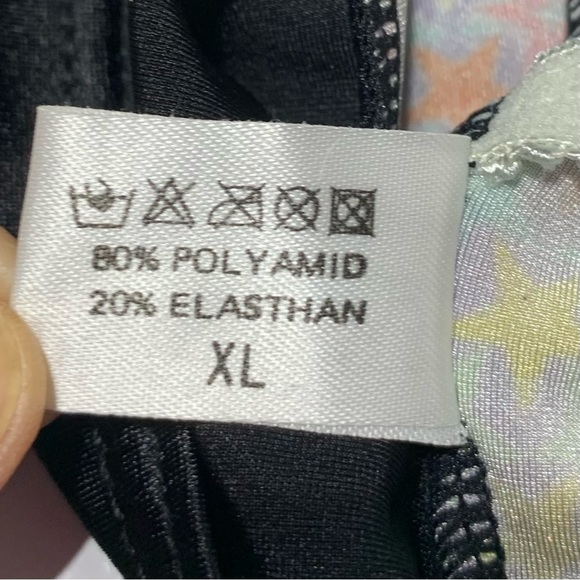 80% POLYAMID
20% ELASTHAN
XL